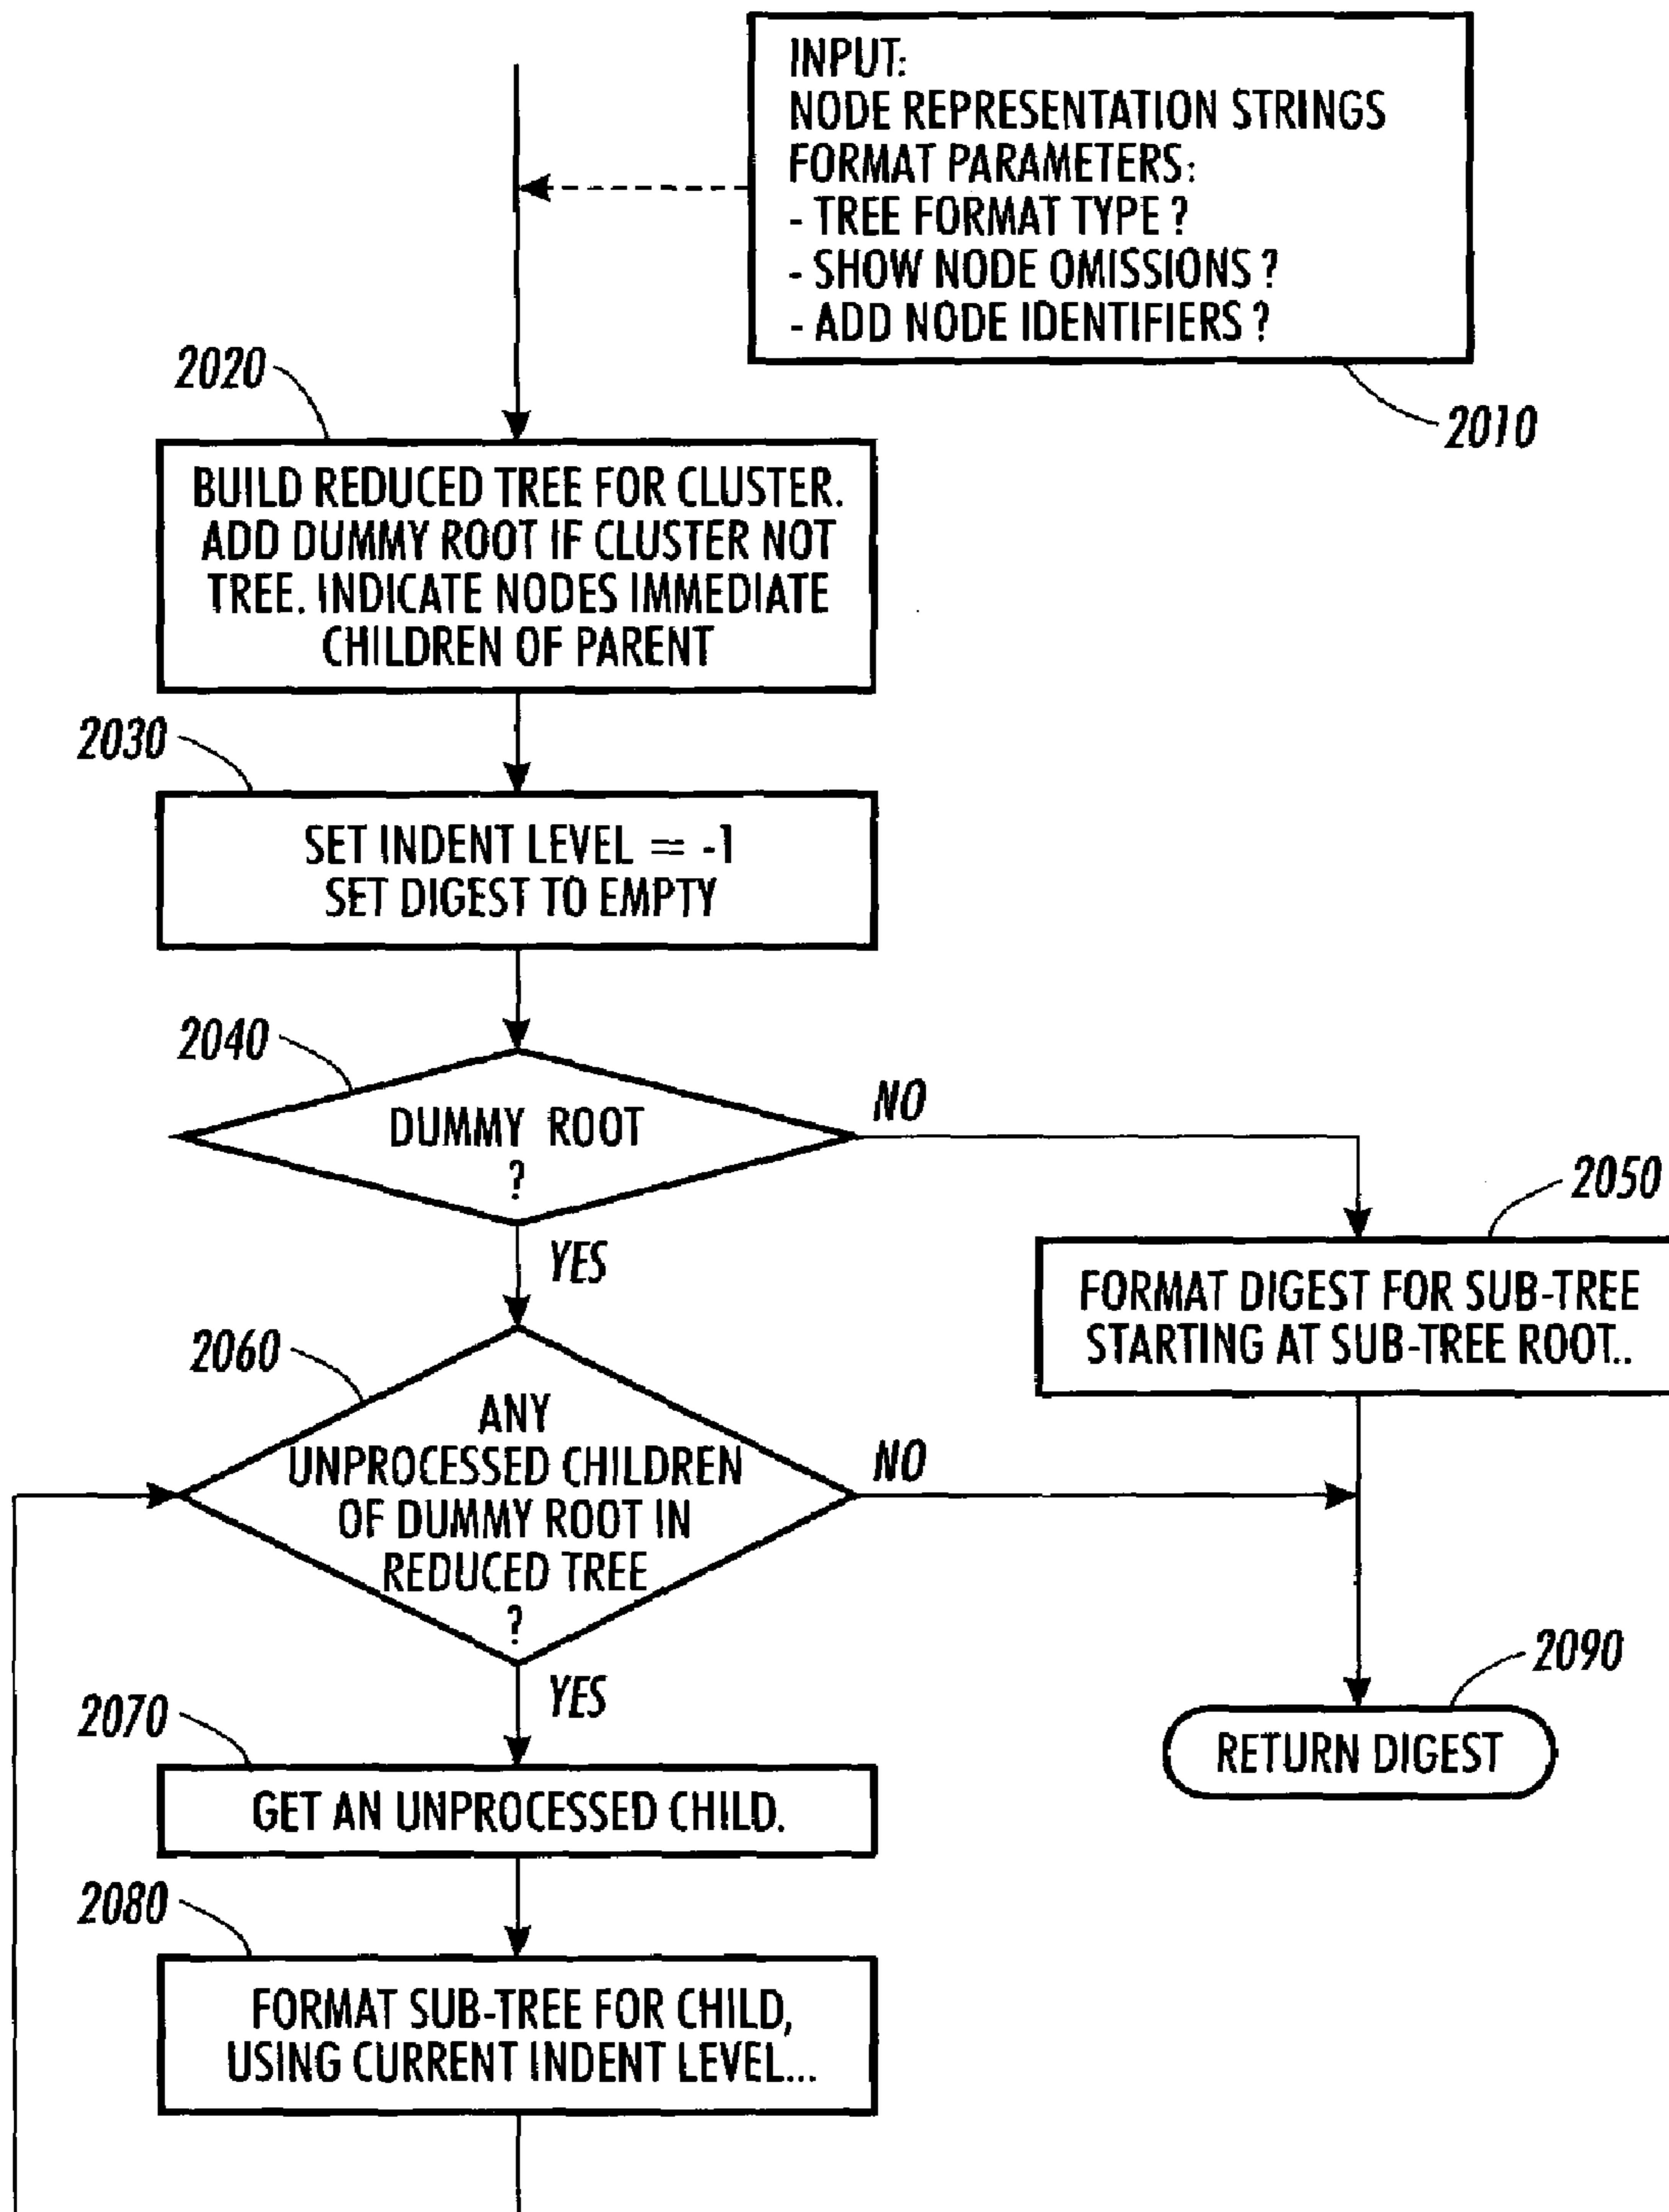 INPUT:
NODE REPRESENTATION STRINGS
FORMAT PARAMETERS:
- TREE FORMAT TYPE ?
- SHOW NODE OMISSIONS ?
- ADD NODE IDENTIFIERS ?
2010
2020
BUILD REDUCED TREE FOR CLUSTER.
ADD DUMMY ROOT IF CLUSTER NOT
TREE. INDICATE NODES IMMEDIATE
CHILDREN OF PARENT
2030
SET INDENT LEVEL = -1
SET DIGEST TO EMPTY
2040
DUMMY ROOT
?
NO
YES
2050
FORMAT DIGEST FOR SUB-TREE
STARTING AT SUB-TREE ROOT..
2060
ANY
UNPROCESSED CHILDREN
OF DUMMY ROOT IN
REDUCED TREE
?
NO
YES
2070
GET AN UNPROCESSED CHILD.
2080
FORMAT SUB-TREE FOR CHILD,
USING CURRENT INDENT LEVEL...
2090
RETURN DIGEST